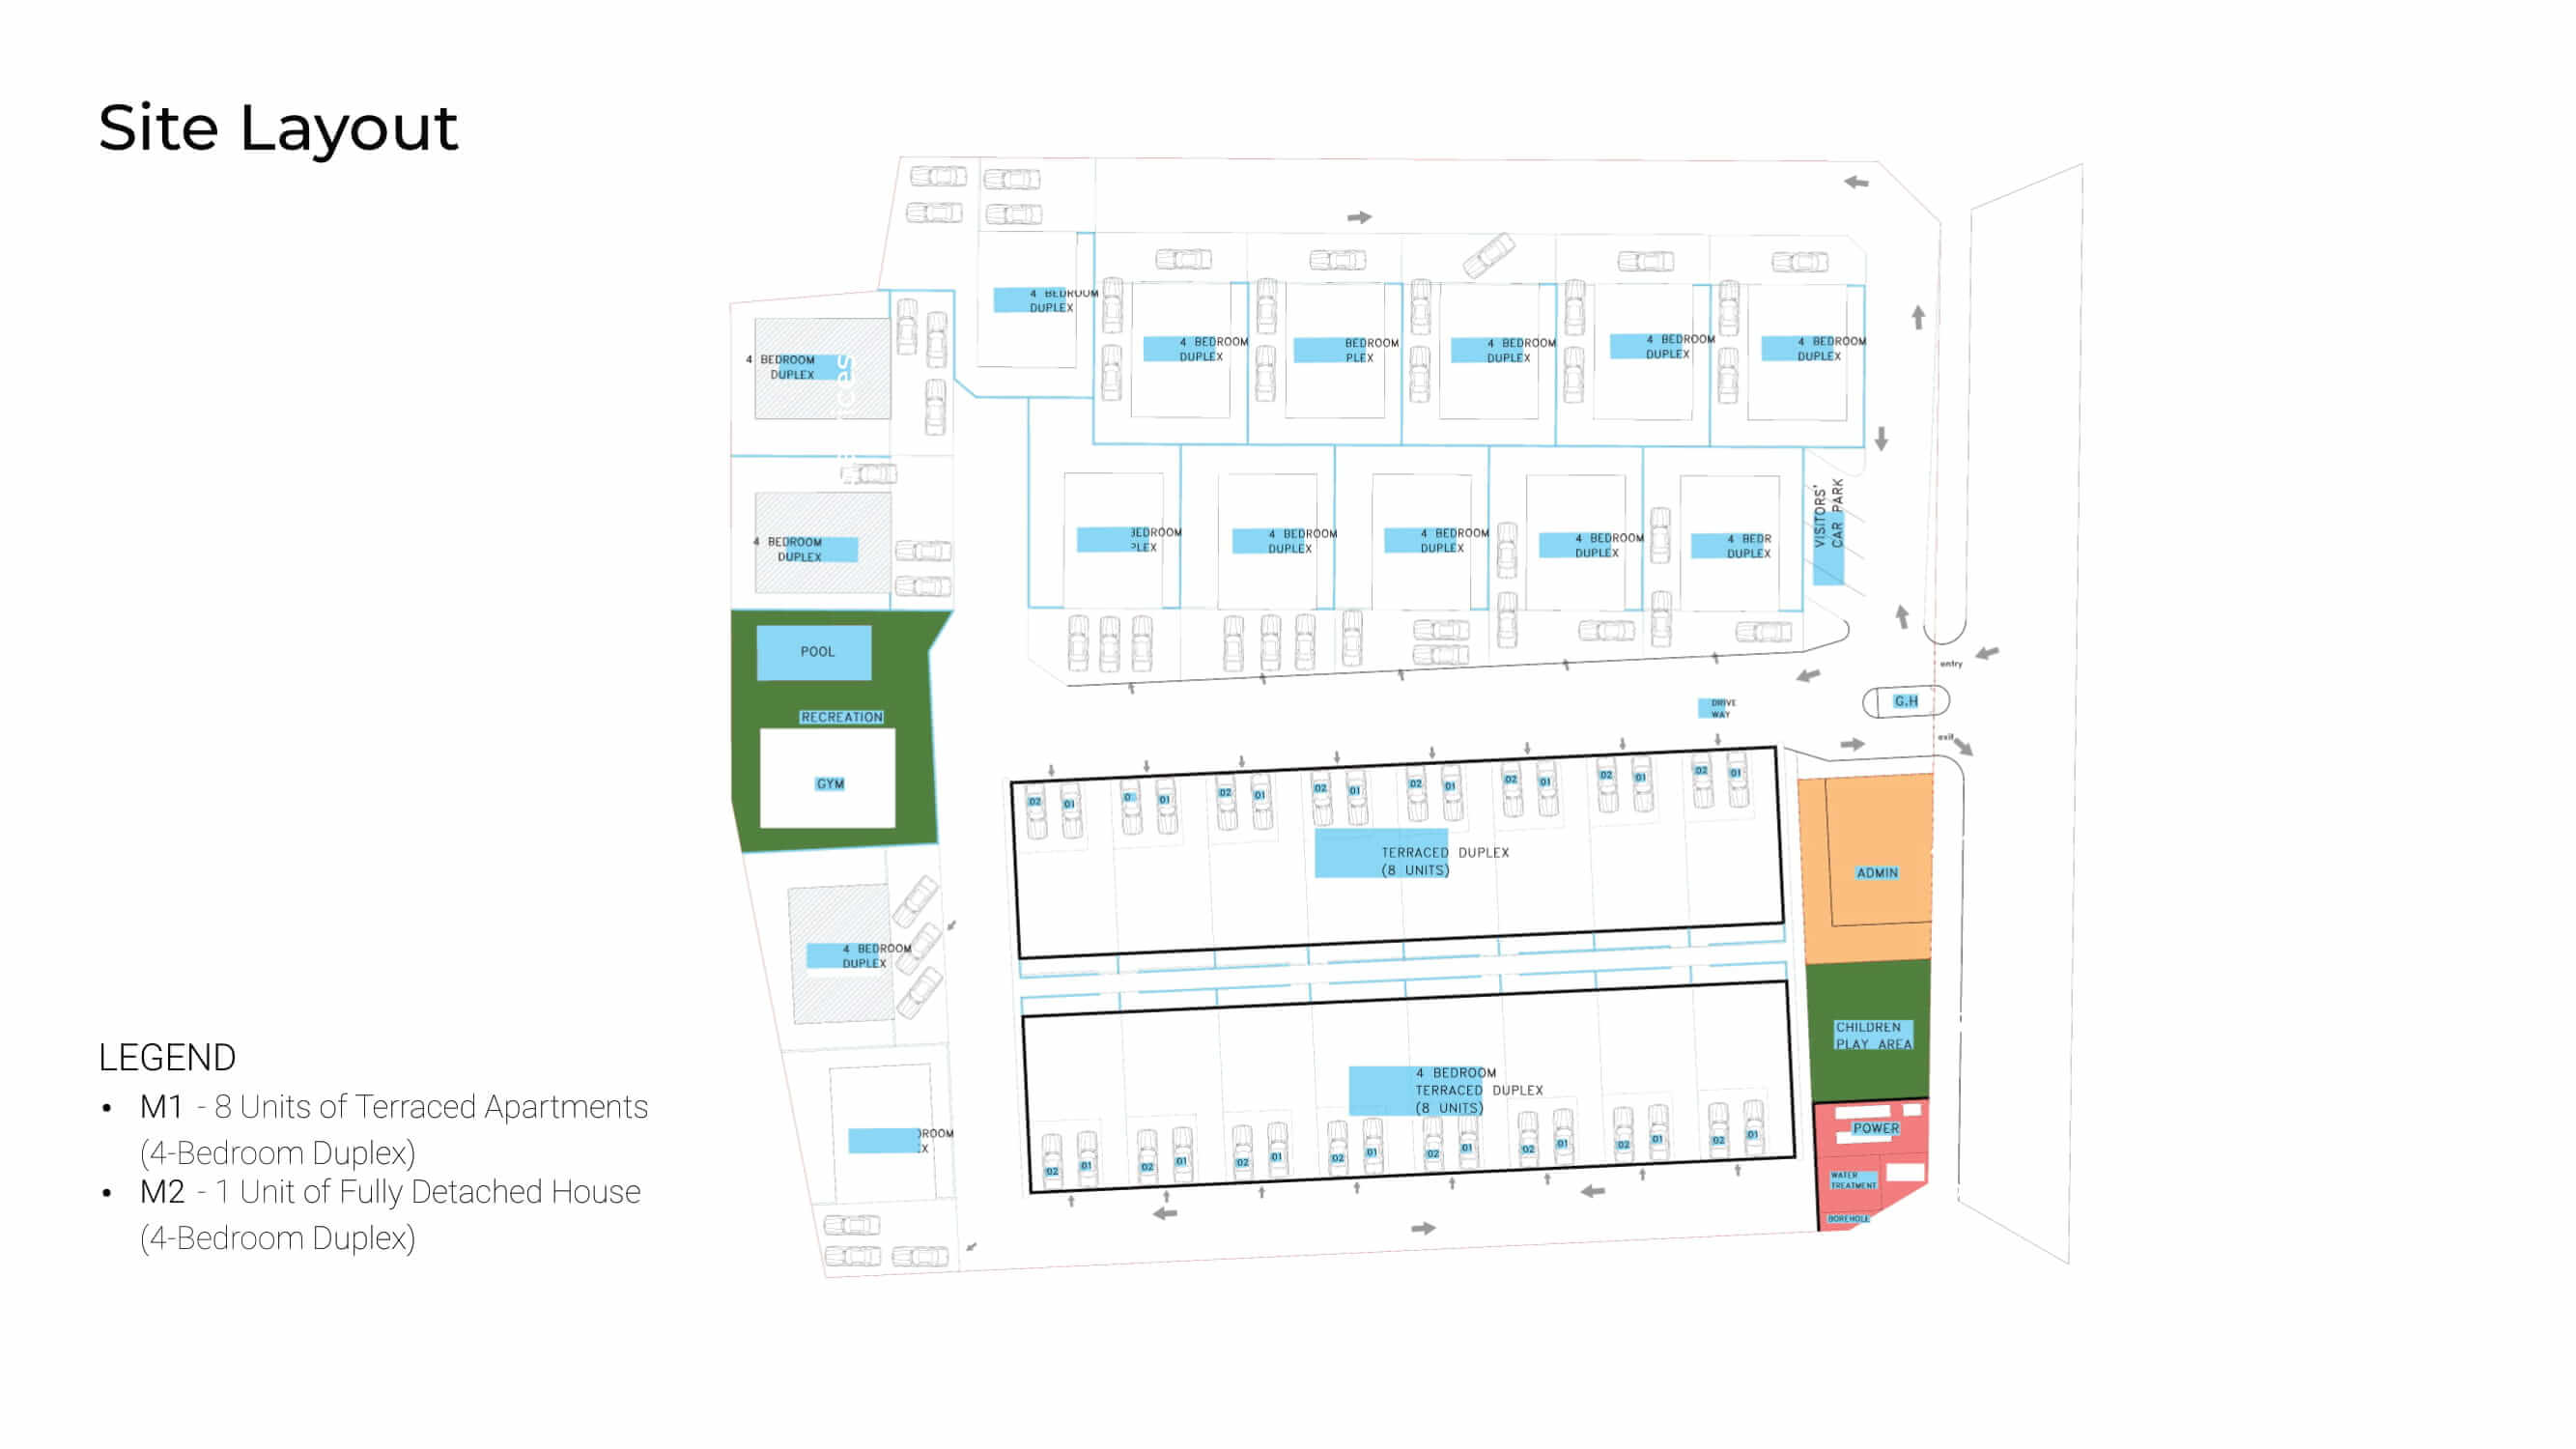 Site Layout
4 BEDROOM
DUPLEX
4 BEDROOM
DUPLEX
BEDROOM
PLEX
4 BEDROOM
DUPLEX
4 BEDROOM
DUPLEX
4 BEDROOM
DUPLEX
4 BEDROOM
DUPLEX
ices
4 BEDROOM
DUPLEX
BEDROOM
PLEX
4 BEDROOM
DUPLEX
4 BEDROOM
DUPLEX
4 BEDROOM
DUPLEX
4 BEDR
DUPLEX
VISITORS'
CAR PARK
POOL
RECREATION
GYM
entry
G.H
exit
DRIVE
WAY
02 01 0 01 02 01 02 01 02 01 02 01 02 01 02 01
TERRACED DUPLEX
(8 UNITS)
ADMIN
4 BEDROOM
DUPLEX
CHILDREN
PLAY AREA
4 BEDROOM
TERRACED DUPLEX
(8 UNITS)
02 01 02 01 02 01 02 01 02 01 02 01 02 01 02 01
POWER
WATER
TREATMENT
BOREHOLE
ROOM
X
LEGEND
• M1 - 8 Units of Terraced Apartments
(4-Bedroom Duplex)
• M2 - 1 Unit of Fully Detached House
(4-Bedroom Duplex)